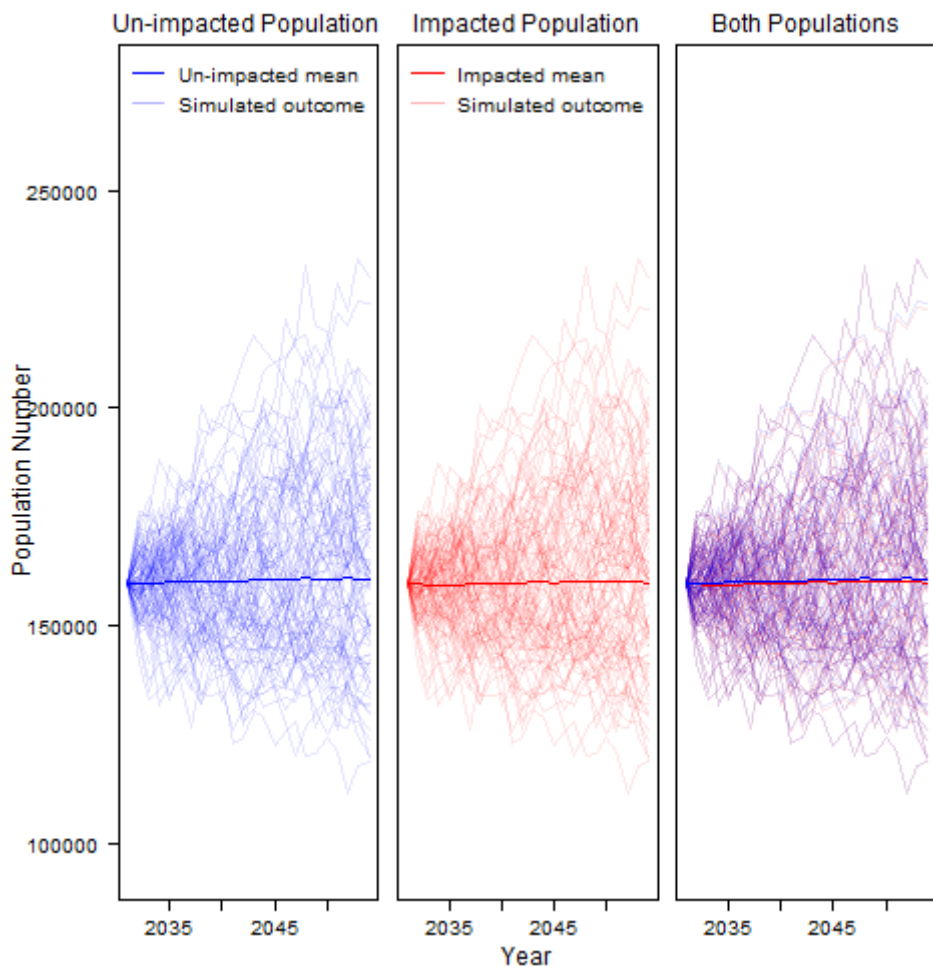 Un-impacted Population
Impacted Population
Both Populations
Un-impacted mean
Simulated outcome
Impacted mean
Simulated outcome
Population Number
250000
200000
150000
100000
2035
2045
2035
2045
2035
2045
Year